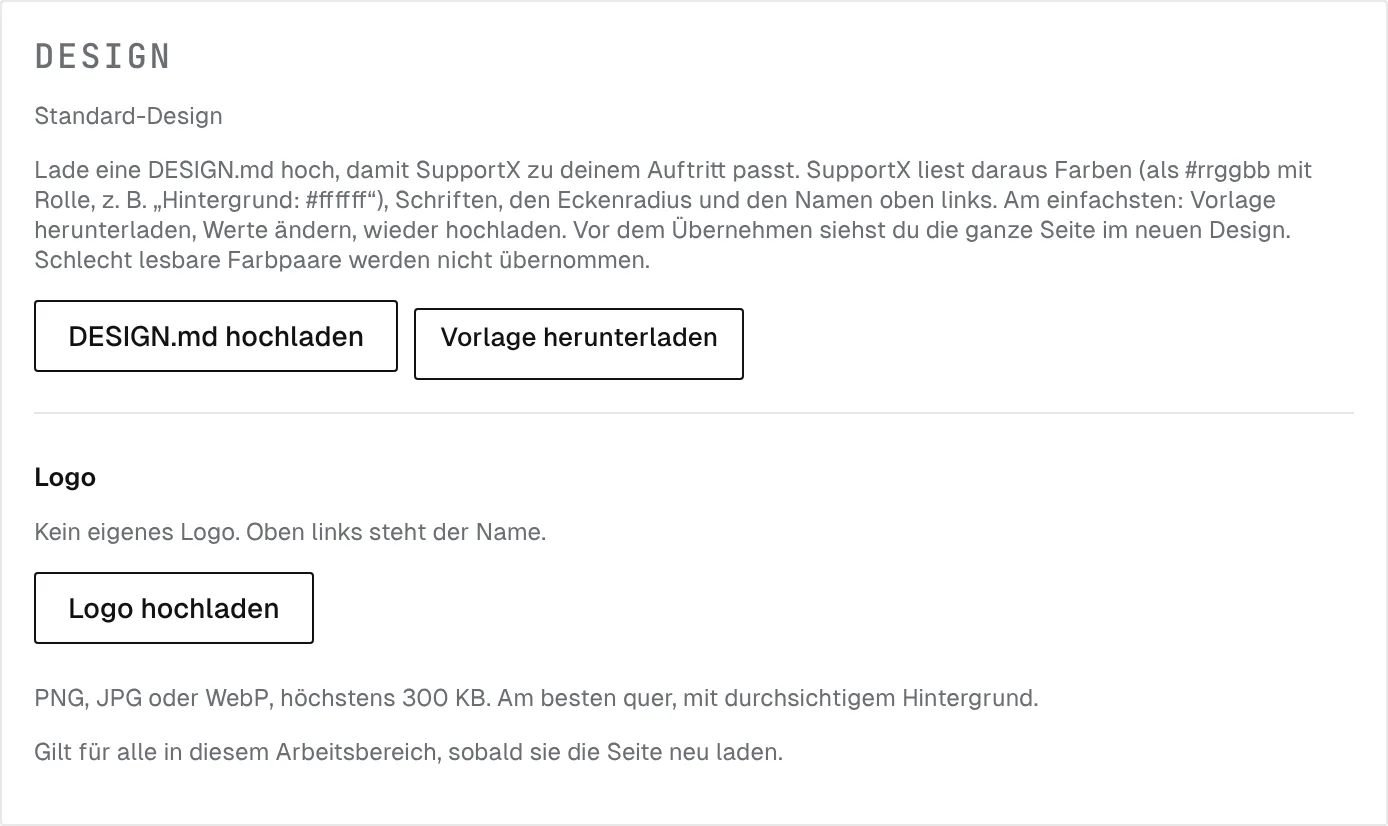 DESIGN
Standard-Design
Lade eine DESIGN.md hoch, damit SupportX zu deinem Auftritt passt. SupportX liest daraus Farben (als #rrggbb mit
Rolle, z. B. „Hintergrund: #ffffff“), Schriften, den Eckenradius und den Namen oben links. Am einfachsten: Vorlage
herunterladen, Werte ändern, wieder hochladen. Vor dem Übernehmen siehst du die ganze Seite im neuen Design.
Schlecht lesbare Farbpaare werden nicht übernommen.
DESIGN.md hochladen
Vorlage herunterladen
Logo
Kein eigenes Logo. Oben links steht der Name.
Logo hochladen
PNG, JPG oder WebP, höchstens 300 KB. Am besten quer, mit durchsichtigem Hintergrund.
Gilt für alle in diesem Arbeitsbereich, sobald sie die Seite neu laden.